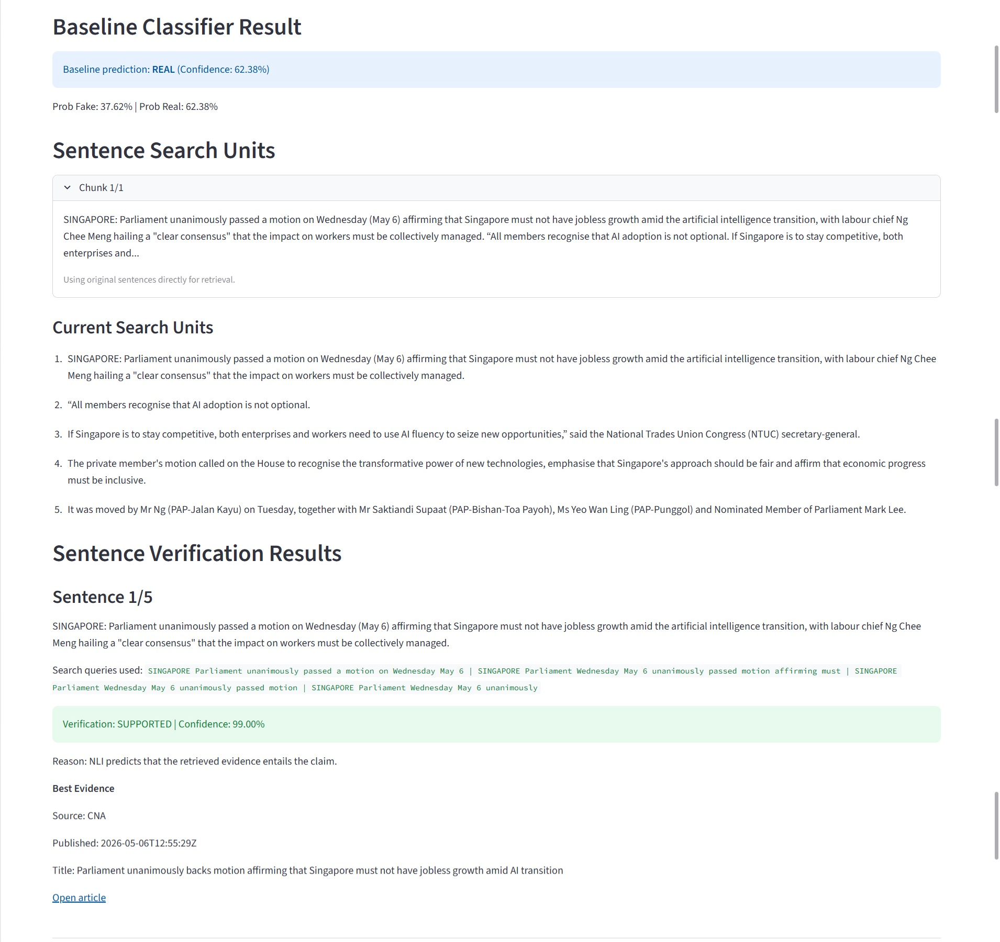 Baseline Classifier Result
Baseline prediction: REAL (Confidence: 62.38%)
Prob Fake: 37.62% | Prob Real: 62.38%
Sentence Search Units
Chunk 1/1
SINGAPORE: Parliament unanimously passed a motion on Wednesday (May 6) affirming that Singapore must not have jobless growth amid the artificial intelligence transition, with labour chief Ng
Chee Meng hailing a "clear consensus" that the impact on workers must be collectively managed. “All members recognise that AI adoption is not optional. If Singapore is to stay competitive, both
enterprises and...
Using original sentences directly for retrieval.
Current Search Units
1. SINGAPORE: Parliament unanimously passed a motion on Wednesday (May 6) affirming that Singapore must not have jobless growth amid the artificial intelligence transition, with labour chief Ng Chee
Meng hailing a "clear consensus" that the impact on workers must be collectively managed.
2. “All members recognise that AI adoption is not optional.
3. If Singapore is to stay competitive, both enterprises and workers need to use AI fluency to seize new opportunities,” said the National Trades Union Congress (NTUC) secretary-general.
4. The private member's motion called on the House to recognise the transformative power of new technologies, emphasise that Singapore's approach should be fair and affirm that economic progress
must be inclusive.
5. It was moved by Mr Ng (PAP-Jalan Kayu) on Tuesday, together with Mr Saktiandi Supaat (PAP-Bishan-Toa Payoh), Ms Yeo Wan Ling (PAP-Punggol) and Nominated Member of Parliament Mark Lee.
Sentence Verification Results
Sentence 1/5
SINGAPORE: Parliament unanimously passed a motion on Wednesday (May 6) affirming that Singapore must not have jobless growth amid the artificial intelligence transition, with labour chief Ng Chee
Meng hailing a "clear consensus" that the impact on workers must be collectively managed.
Search queries used: SINGAPORE Parliament unanimously passed a motion on Wednesday May 6 | SINGAPORE Parliament Wednesday May 6 unanimously passed motion affirming must | SINGAPORE
Parliament Wednesday May 6 unanimously passed motion | SINGAPORE Parliament Wednesday May 6 unanimously
Verification: SUPPORTED | Confidence: 99.00%
Reason: NLI predicts that the retrieved evidence entails the claim.
Best Evidence
Source: CNA
Published: 2026-05-06T12:55:29Z
Title: Parliament unanimously backs motion affirming that Singapore must not have jobless growth amid AI transition
Open article